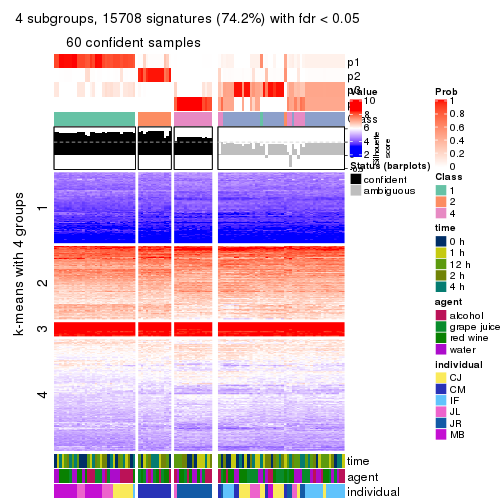 4 subgroups, 15708 signatures (74.2%) with fdr < 0.05
60 confident samples
p1
p2
Class
k-means with 4 groups
1
2
3
4
time
agent
individual
Value
10
8
6
4
2
Silhouette
score
Status (barplots)
confident
ambiguous
Prob
1
0.8
0.6
0.4
0.2
0
Class
1
2
4
time
0 h
1 h
12 h
2 h
4 h
agent
alcohol
grape juice
red wine
water
individual
CJ
CM
IF
JL
JR
MB